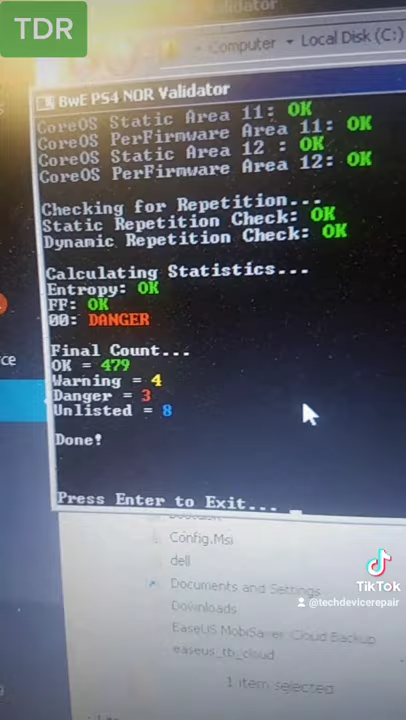 TDR
Computer
Local Disk (C:)
BwE PS4 NOR Validator
CoreOS Static Area 11: OK
CoreOS PerFirmware Area 11: OK
CoreOS Static Area 12 : OK
CoreOS PerFirmware Area 12: OK
Checking for Repetition...
Static Repetition Check: OK
Dynamic Repetition Check: OK
Calculating Statistics...
Entropy: OK
FF: OK
00: DANGER
Final Count...
OK = 479
Warning = 4
Danger = 3
Unlisted = 8
Done!
Press Enter to Exit...
Config.Msi
dell
Documents and Settings
Downloads
EaseUS MobiSaver Cloud Backup
easeus_tb_cloud
1 item selected
TikTok
@techdevicerepair